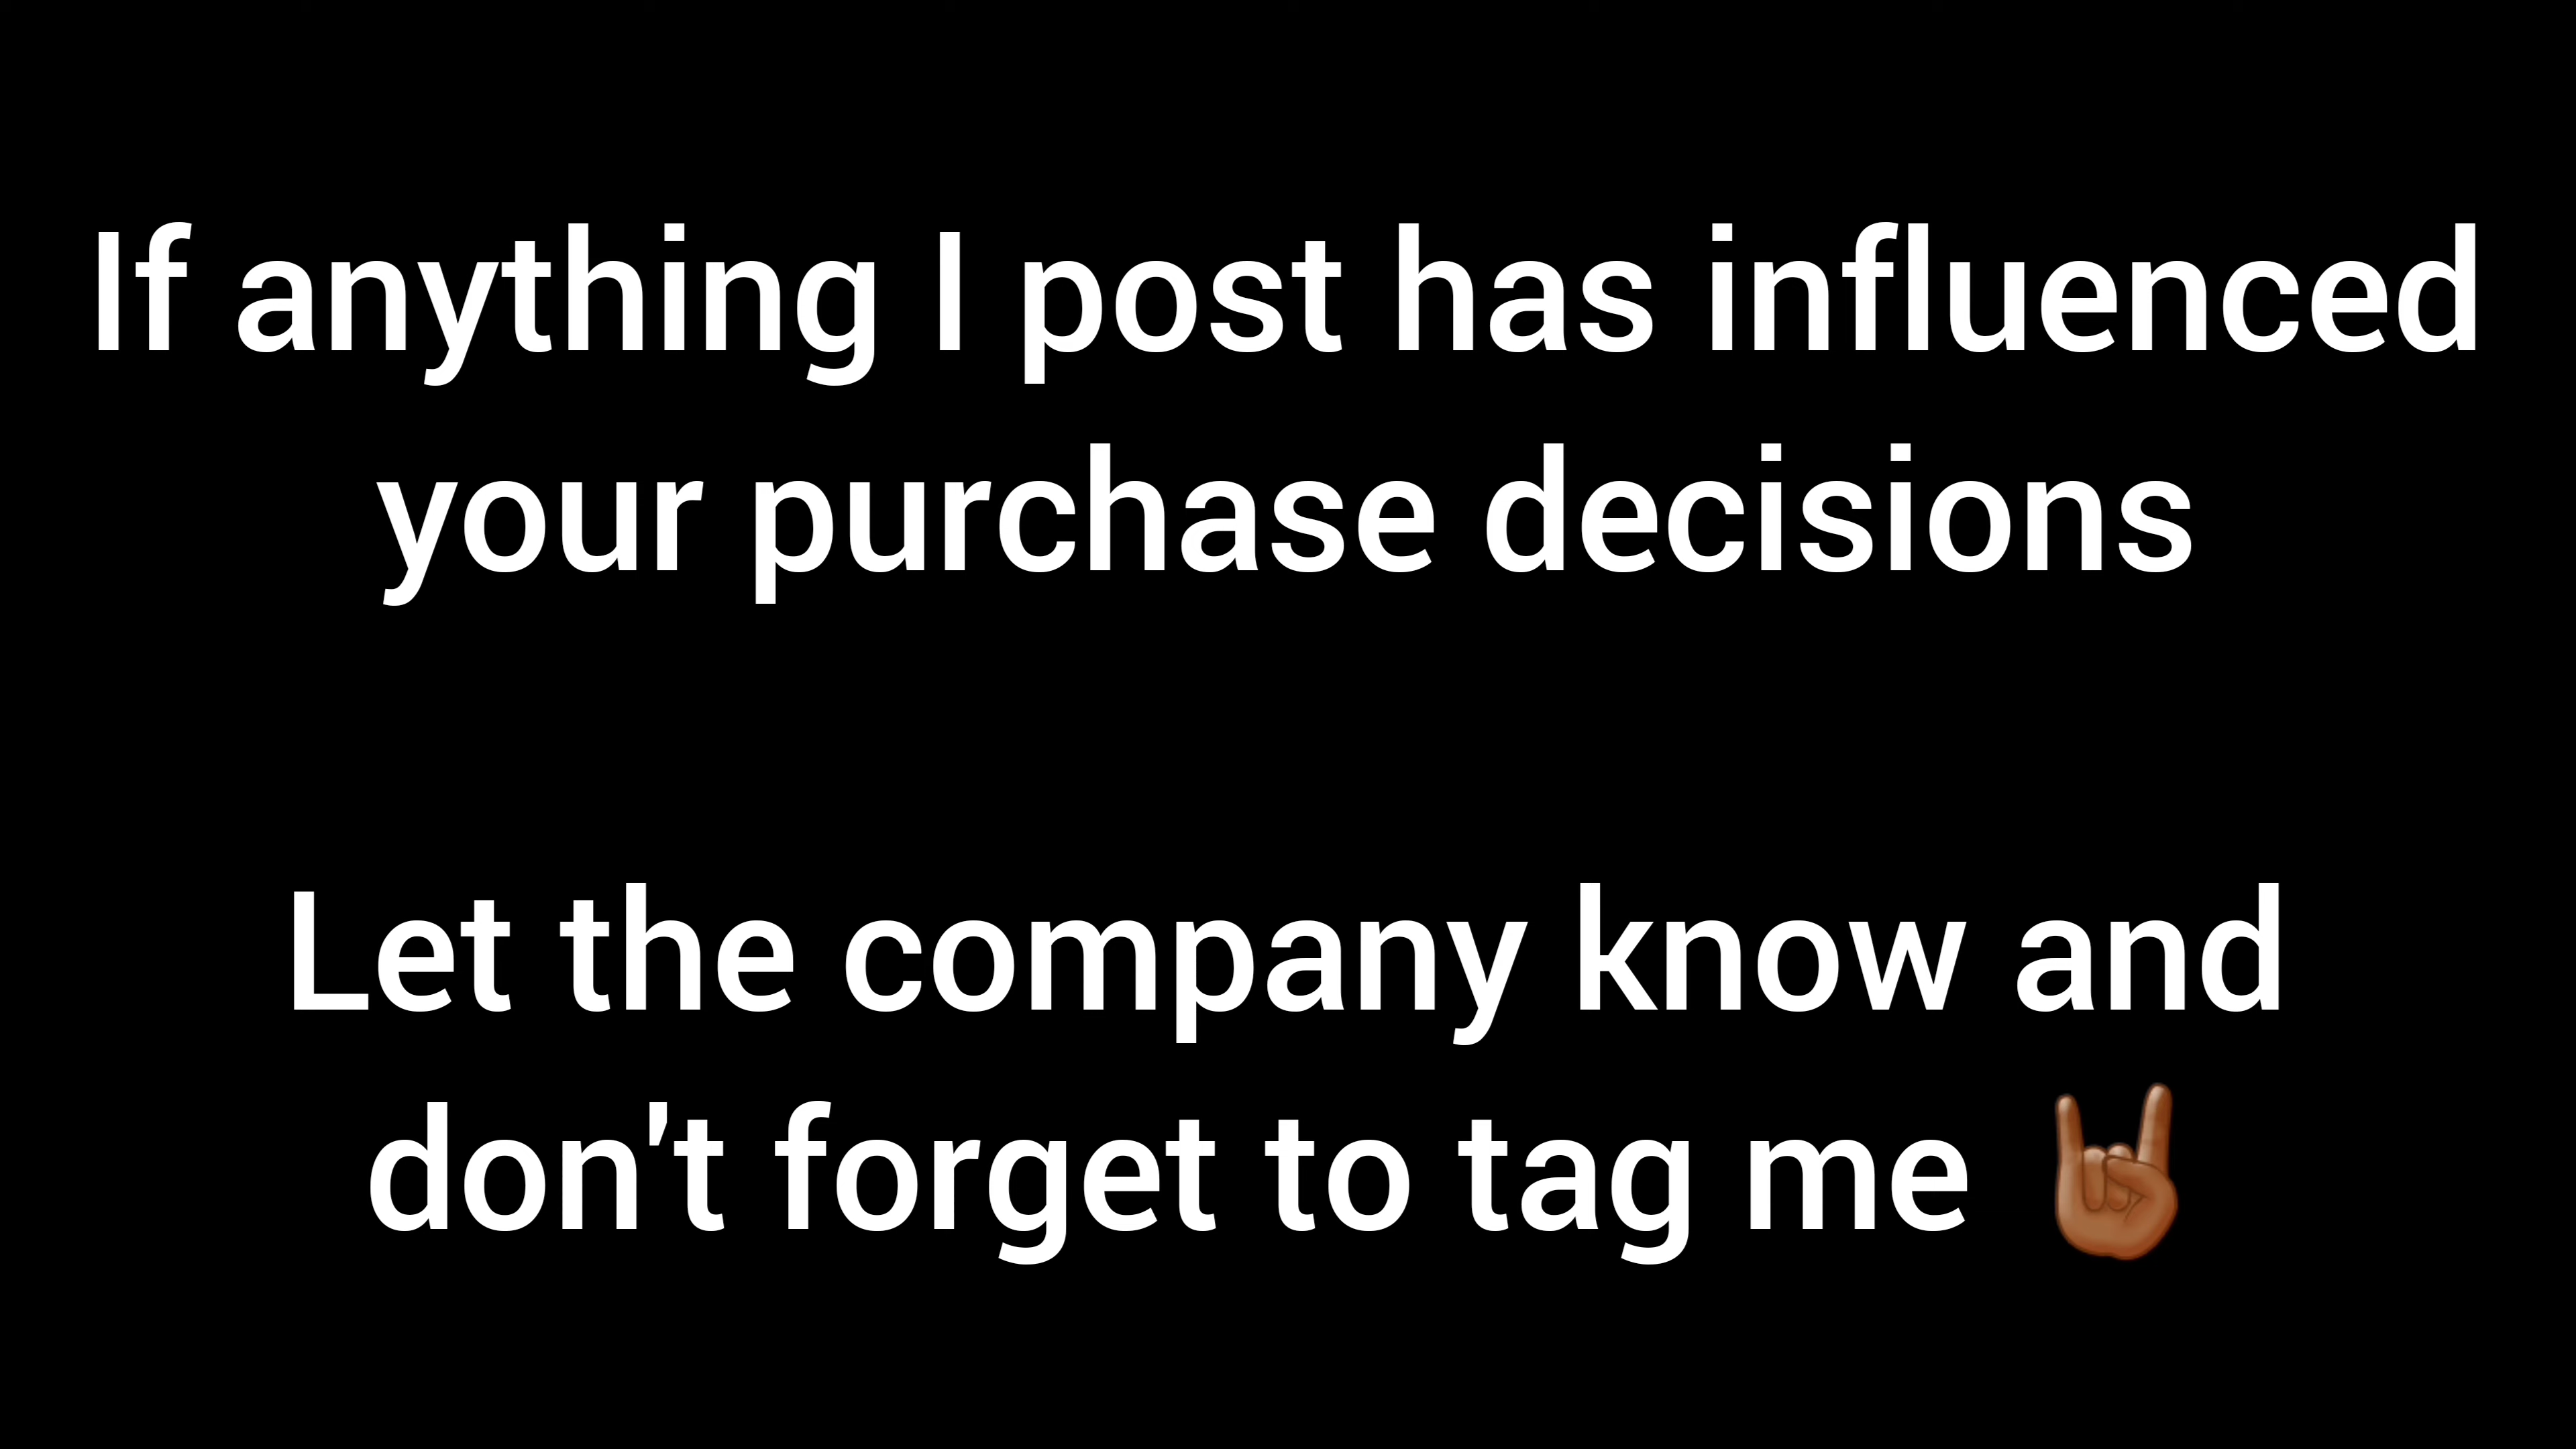 If anything I post has influenced
your purchase decisions
Let the company know and
don't forget to tag me 🤘🏾